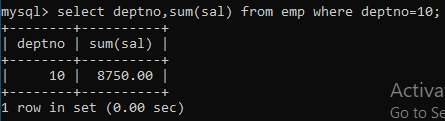 mysql> select deptno,sum(sal) from emp where deptno=10;
+--------+----------+
| deptno | sum(sal) |
+--------+----------+
|     10 |  8750.00 |
+--------+----------+
1 row in set (0.00 sec)
Activa
Go to Se